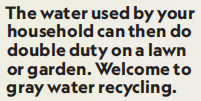 The water used by your
household can then do
double duty on a lawn
or garden. Welcome to
gray water recycling.